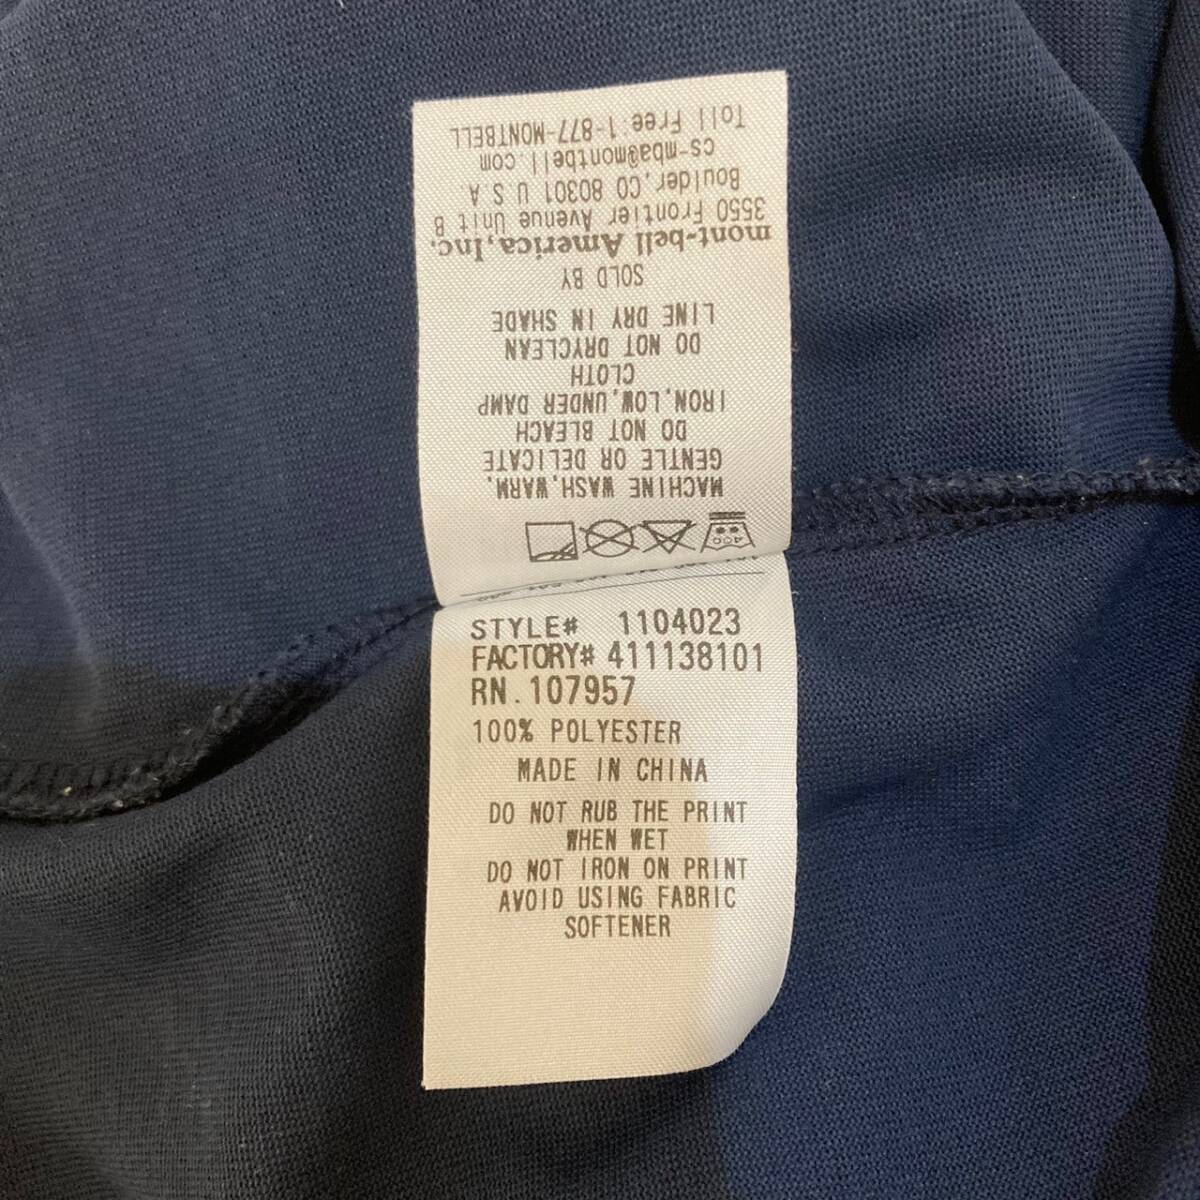 MACHINE WASH,WARM,
GENTLE OR DELICATE
DO NOT BLEACH
IRON,LOW,UNDER DAMP
CLOTH
DO NOT DRYCLEAN
LINE DRY IN SHADE
SOLD BY
mont-bell America,Inc.
3550 Frontier Avenue Unit B
Boulder,CO 80301 U S A
cs-mba@montbell.com
Toll Free:1-877-MONTBELL
STYLE# 1104023
FACTORY# 411138101
RN.107957
100% POLYESTER
MADE IN CHINA
DO NOT RUB THE PRINT
WHEN WET
DO NOT IRON ON PRINT
AVOID USING FABRIC
SOFTENER